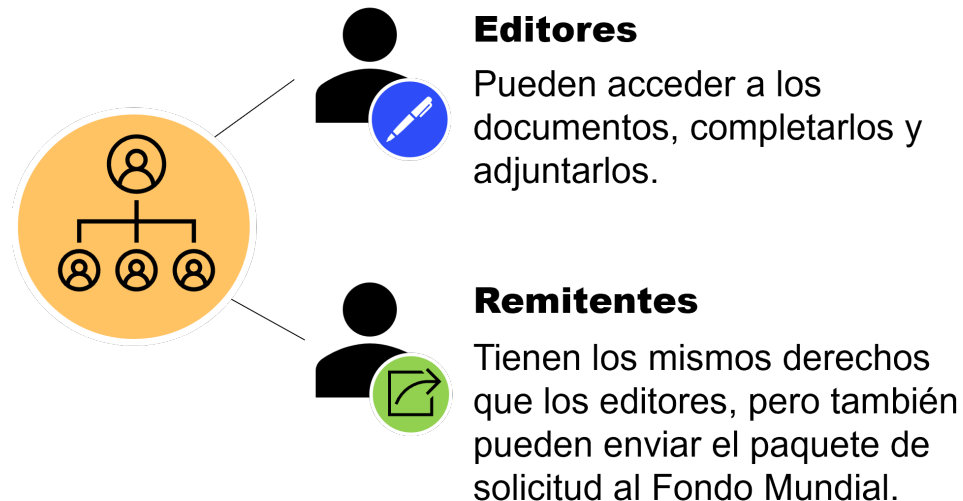 Editores
Pueden acceder a los
documentos, completarlos y
adjuntarlos.
Remitentes
Tienen los mismos derechos
que los editores, pero también
pueden enviar el paquete de
solicitud al Fondo Mundial.